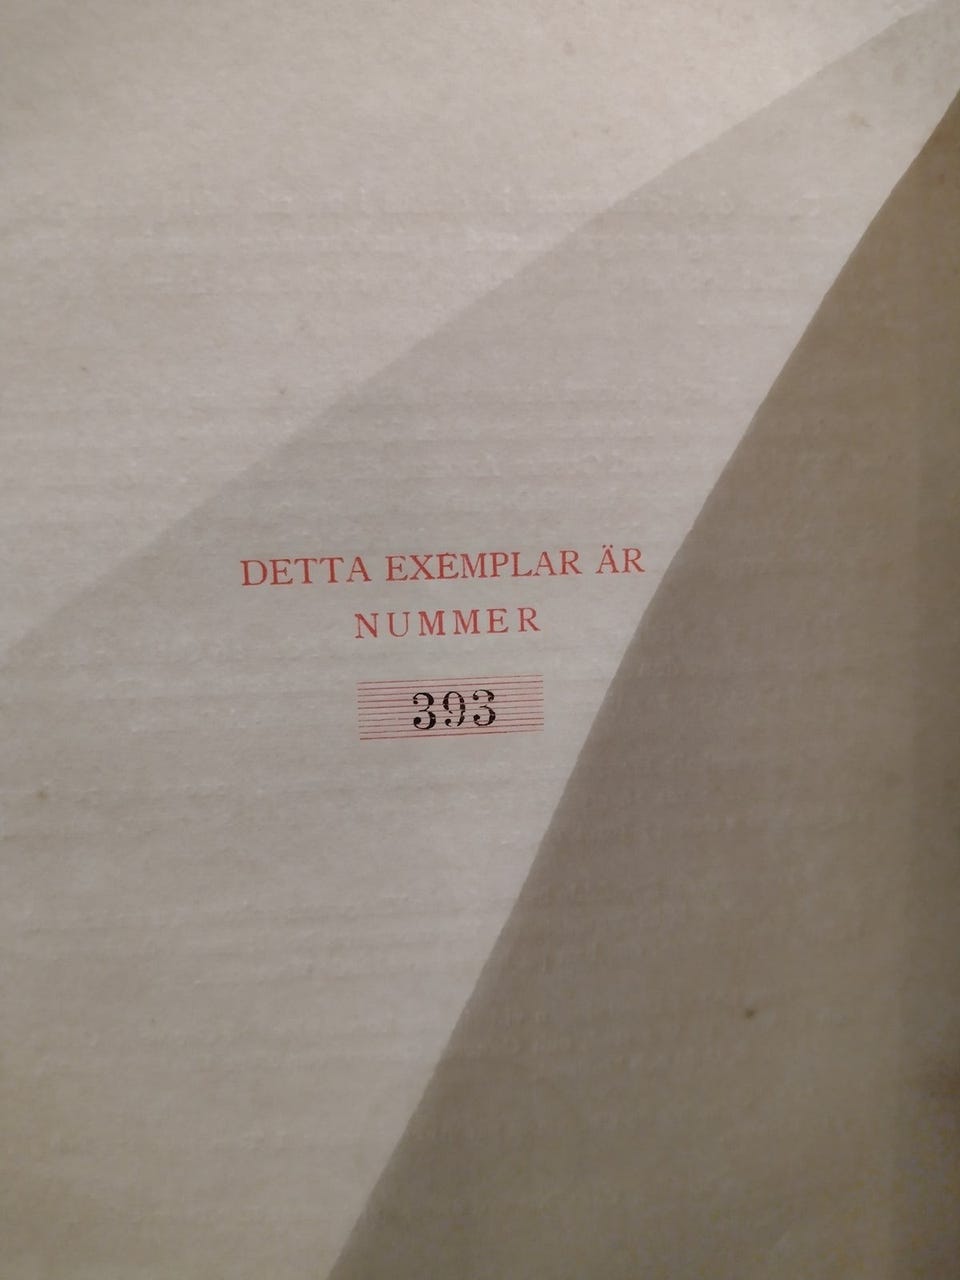 DETTA EXEMPLAR ÄR
NUMMER
393